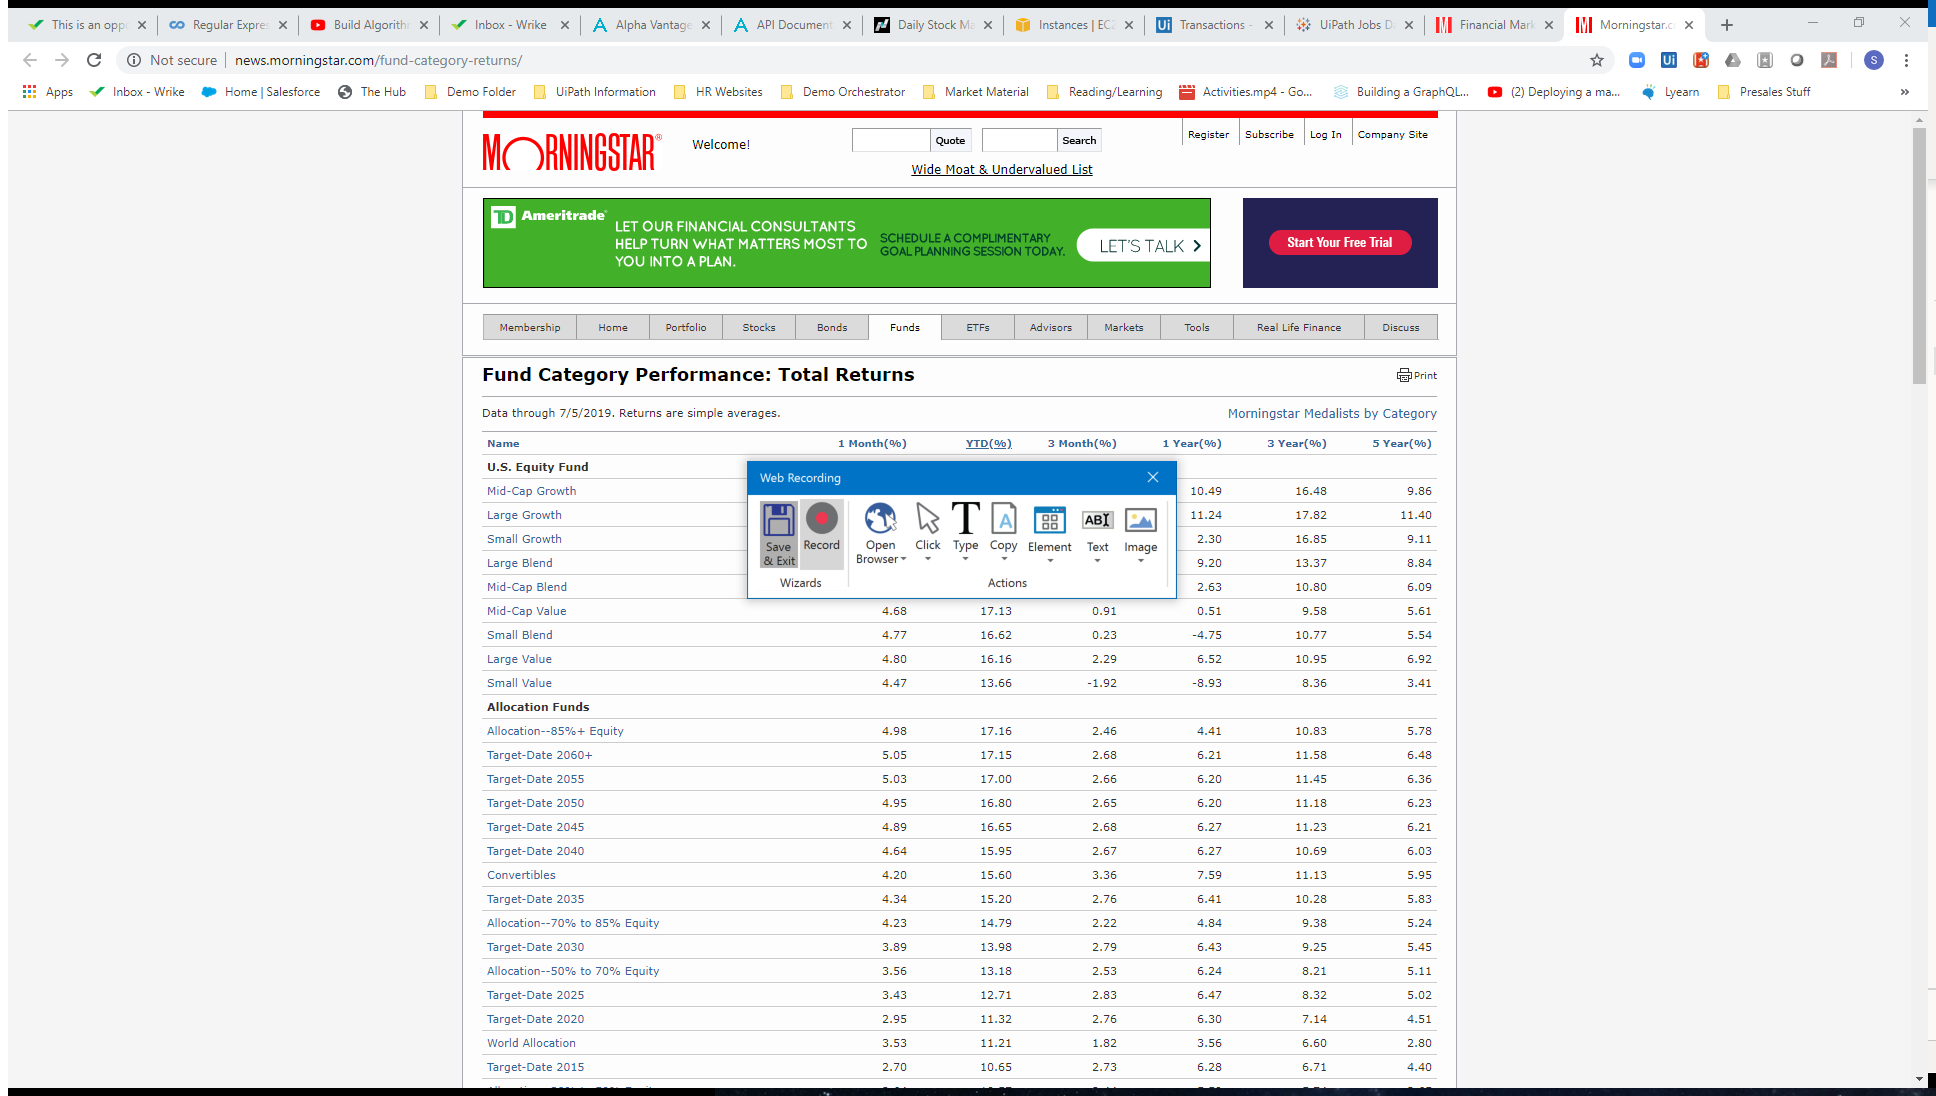 This is an oppo
Regular Expres
Build Algorithm
Inbox - Wrike
Alpha Vantage
API Document
Daily Stock Ma
Instances | EC2
Transactions -
UiPath Jobs Da
Financial Mark
Morningstar.c
Not secure | news.morningstar.com/fund-category-returns/
Apps Inbox - Wrike Home | Salesforce The Hub Demo Folder UiPath Information HR Websites Demo Orchestrator Market Material Reading/Learning Activities.mp4 - Go... Building a GraphQL... (2) Deploying a ma... Lyearn Presales Stuff »
MORNINGSTAR® Welcome! Quote Search Register Subscribe Log In Company Site
Wide Moat & Undervalued List
TD Ameritrade
LET OUR FINANCIAL CONSULTANTS
HELP TURN WHAT MATTERS MOST TO
YOU INTO A PLAN.
SCHEDULE A COMPLIMENTARY
GOAL PLANNING SESSION TODAY.
LET'S TALK
Start Your Free Trial
Membership Home Portfolio Stocks Bonds Funds ETFs Advisors Markets Tools Real Life Finance Discuss
Fund Category Performance: Total Returns Print
Data through 7/5/2019. Returns are simple averages. Morningstar Medalists by Category
Name 1 Month(%) YTD(%) 3 Month(%) 1 Year(%) 3 Year(%) 5 Year(%)
U.S. Equity Fund
Mid-Cap Growth 10.49 16.48 9.86
Large Growth 11.24 17.82 11.40
Small Growth 2.30 16.85 9.11
Large Blend 9.20 13.37 8.84
Mid-Cap Blend 2.63 10.80 6.09
Web Recording
Save & Exit Record Open Browser Click Type Copy Element Text Image
Wizards Actions
Mid-Cap Value 4.68 17.13 0.91 0.51 9.58 5.61
Small Blend 4.77 16.62 0.23 -4.75 10.77 5.54
Large Value 4.80 16.16 2.29 6.52 10.95 6.92
Small Value 4.47 13.66 -1.92 -8.93 8.36 3.41
Allocation Funds
Allocation--85%+ Equity 4.98 17.16 2.46 4.41 10.83 5.78
Target-Date 2060+ 5.05 17.15 2.68 6.21 11.58 6.48
Target-Date 2055 5.03 17.00 2.66 6.20 11.45 6.36
Target-Date 2050 4.95 16.80 2.65 6.20 11.18 6.23
Target-Date 2045 4.89 16.65 2.68 6.27 11.23 6.21
Target-Date 2040 4.64 15.95 2.67 6.27 10.69 6.03
Convertibles 4.20 15.60 3.36 7.59 11.13 5.95
Target-Date 2035 4.34 15.20 2.76 6.41 10.28 5.83
Allocation--70% to 85% Equity 4.23 14.79 2.22 4.84 9.38 5.24
Target-Date 2030 3.89 13.98 2.79 6.43 9.25 5.45
Allocation--50% to 70% Equity 3.56 13.18 2.53 6.24 8.21 5.11
Target-Date 2025 3.43 12.71 2.83 6.47 8.32 5.02
Target-Date 2020 2.95 11.32 2.76 6.30 7.14 4.51
World Allocation 3.53 11.21 1.82 3.56 6.60 2.80
Target-Date 2015 2.70 10.65 2.73 6.28 6.71 4.40